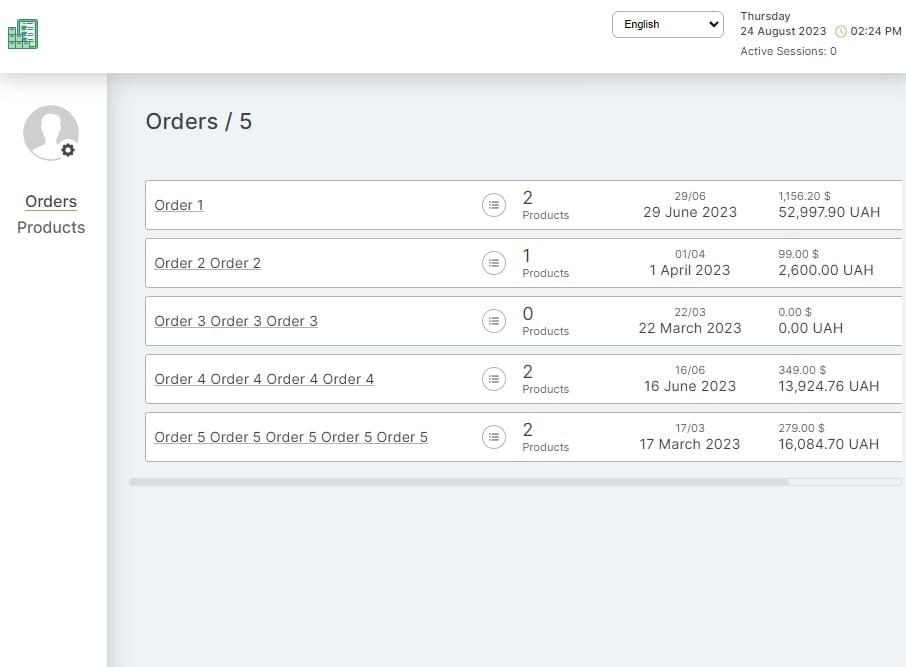 English
Thursday
24 August 2023 02:24 PM
Active Sessions: 0
Orders
Products
Orders / 5
Order 1
2
Products
29/06
29 June 2023
1,156.20 $
52,997.90 UAH
Order 2 Order 2
1
Products
01/04
1 April 2023
99.00 $
2,600.00 UAH
Order 3 Order 3 Order 3
0
Products
22/03
22 March 2023
0.00 $
0.00 UAH
Order 4 Order 4 Order 4 Order 4
2
Products
16/06
16 June 2023
349.00 $
13,924.76 UAH
Order 5 Order 5 Order 5 Order 5 Order 5
2
Products
17/03
17 March 2023
279.00 $
16,084.70 UAH